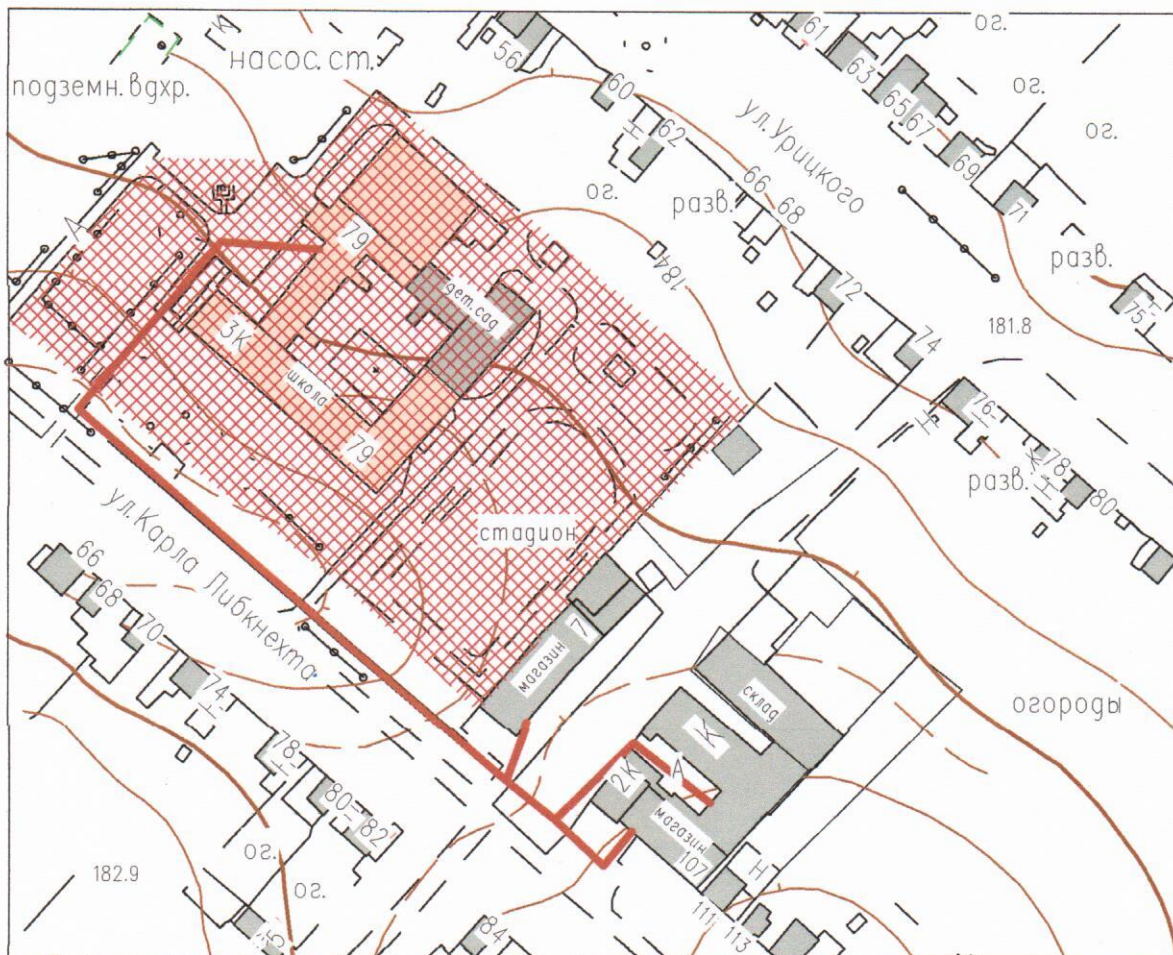 насос. ст.
подземн. вдхр.
К
56
60
Н
62
61
63
65
67
69
71
75
ог.
ог.
ог.
ул. Урицкого
66
68
разв.
ог.
184
разв.
72
74
181.8
76
78
80
разв.
А
79
дет. сад
3К
школа
79
стадион
ул. Карла Либкнехта
66
68
70
74
78
80
82
84
магазин
7
склад
К
А
2К
магазин
107
Н
111
113
огороды
182.9
ог.
ог.